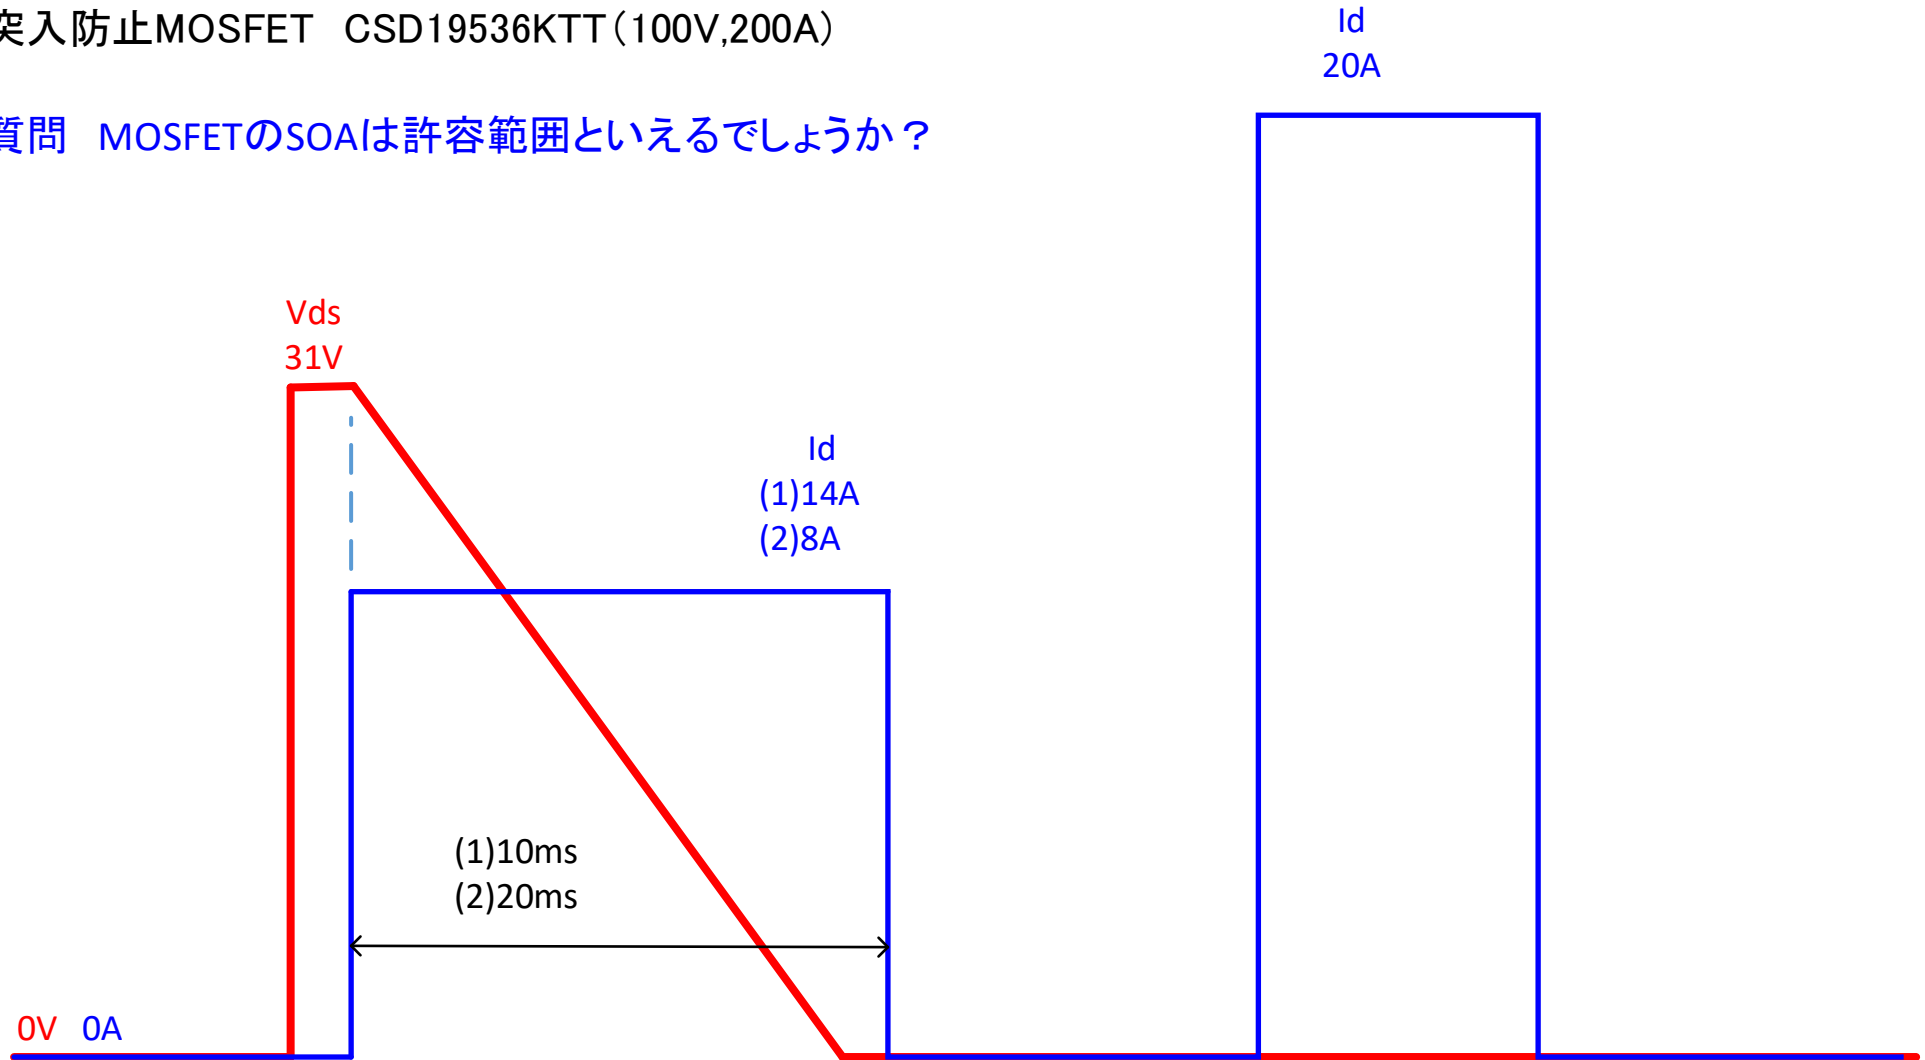 突入防止MOSFET　CSD19536KTT(100V,200A)
Id
20A
質問　MOSFETのSOAは許容範囲といえるでしょうか？
Vds
31V
Id
(1)14A
(2)8A
(1)10ms
(2)20ms
0V 0A